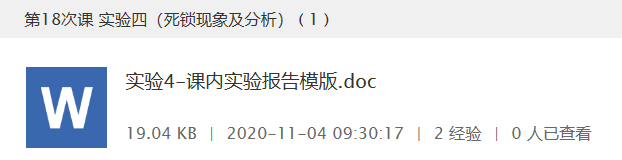 第18次课 实验四（死锁现象及分析）( 1 )
W
实验4-课内实验报告模版.doc
19.04 KB | 2020-11-04 09:30:17 | 2 经验 | 0 人已查看